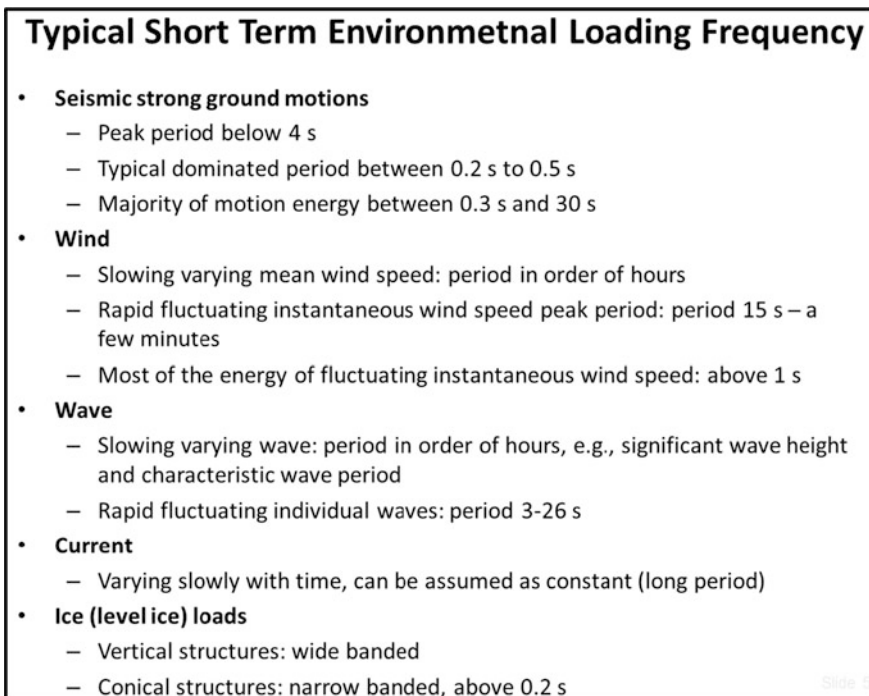 Typical Short Term Environmetnal Loading Frequency
• Seismic strong ground motions
– Peak period below 4 s
– Typical dominated period between 0.2 s to 0.5 s
– Majority of motion energy between 0.3 s and 30 s
• Wind
– Slowing varying mean wind speed: period in order of hours
– Rapid fluctuating instantaneous wind speed peak period: period 15 s – a
few minutes
– Most of the energy of fluctuating instantaneous wind speed: above 1 s
• Wave
– Slowing varying wave: period in order of hours, e.g., significant wave height
and characteristic wave period
– Rapid fluctuating individual waves: period 3-26 s
• Current
– Varying slowly with time, can be assumed as constant (long period)
• Ice (level ice) loads
– Vertical structures: wide banded
– Conical structures: narrow banded, above 0.2 s
Slide 5